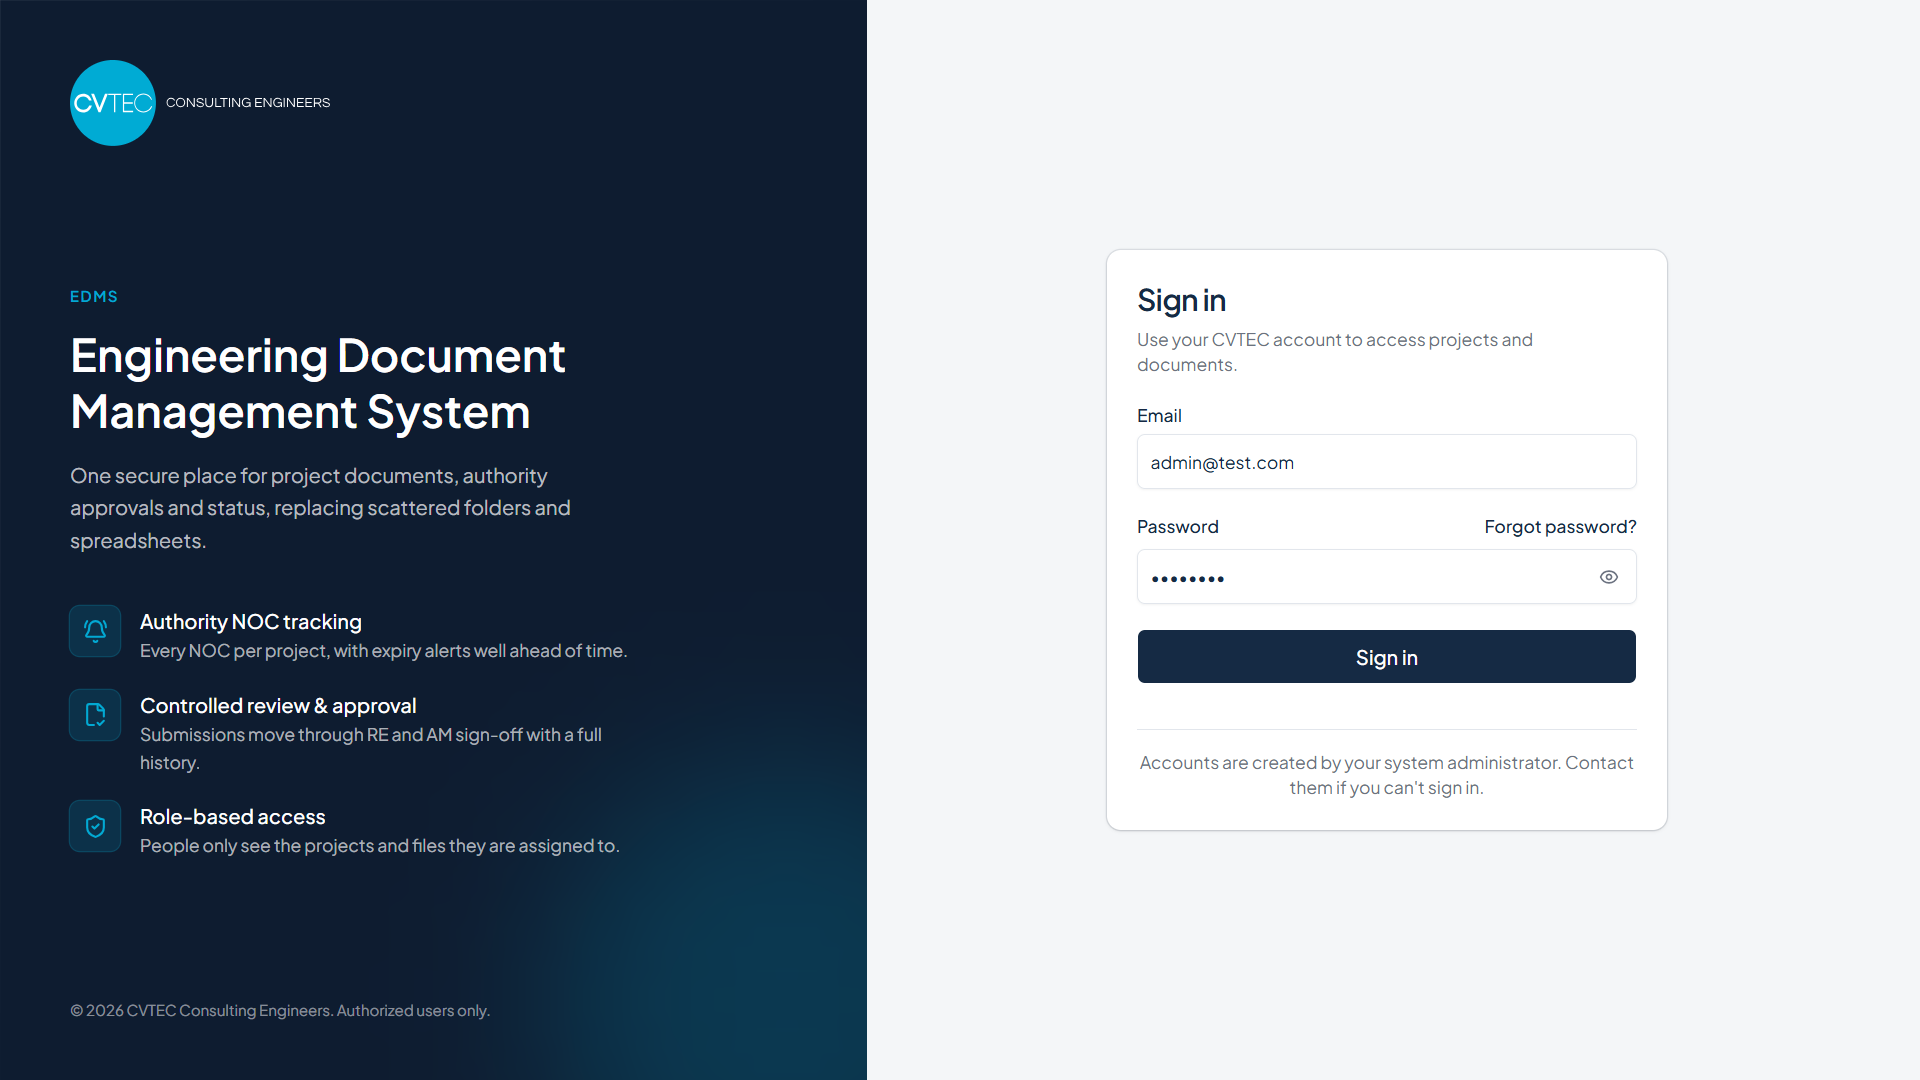 CVTEC CONSULTING ENGINEERS
EDMS
Engineering Document
Management System
One secure place for project documents, authority
approvals and status, replacing scattered folders and
spreadsheets.
Authority NOC tracking
Every NOC per project, with expiry alerts well ahead of time.
Controlled review & approval
Submissions move through RE and AM sign-off with a full
history.
Role-based access
People only see the projects and files they are assigned to.
© 2026 CVTEC Consulting Engineers. Authorized users only.
Sign in
Use your CVTEC account to access projects and
documents.
Email
admin@test.com
Password Forgot password?
••••••••
Sign in
Accounts are created by your system administrator. Contact
them if you can't sign in.